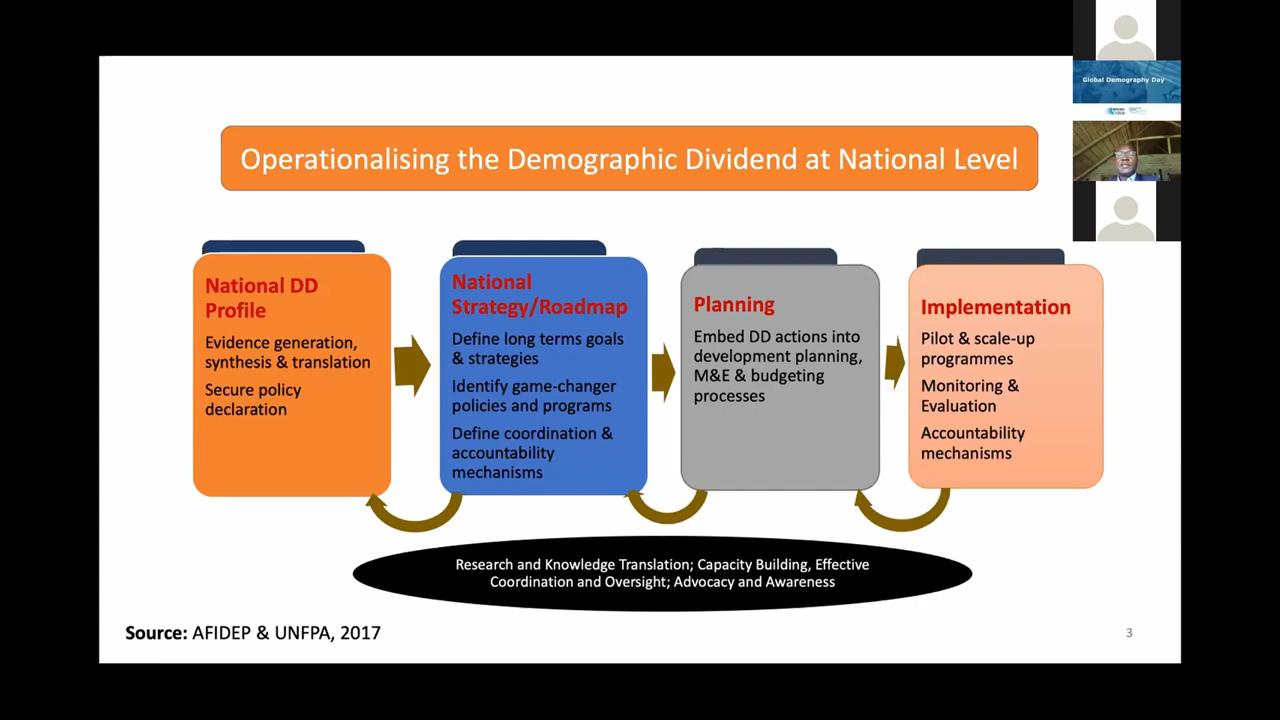 Global Demography Day
Operationalising the Demographic Dividend at National Level
National DD
Profile
Evidence generation,
synthesis & translation
Secure policy
declaration
National
Strategy/Roadmap
Define long terms goals
& strategies
Identify game-changer
policies and programs
Define coordination &
accountability
mechanisms
Planning
Embed DD actions into
development planning,
M&E & budgeting
processes
Implementation
Pilot & scale-up
programmes
Monitoring &
Evaluation
Accountability
mechanisms
Research and Knowledge Translation; Capacity Building, Effective
Coordination and Oversight; Advocacy and Awareness
Source: AFIDEP & UNFPA, 2017
3